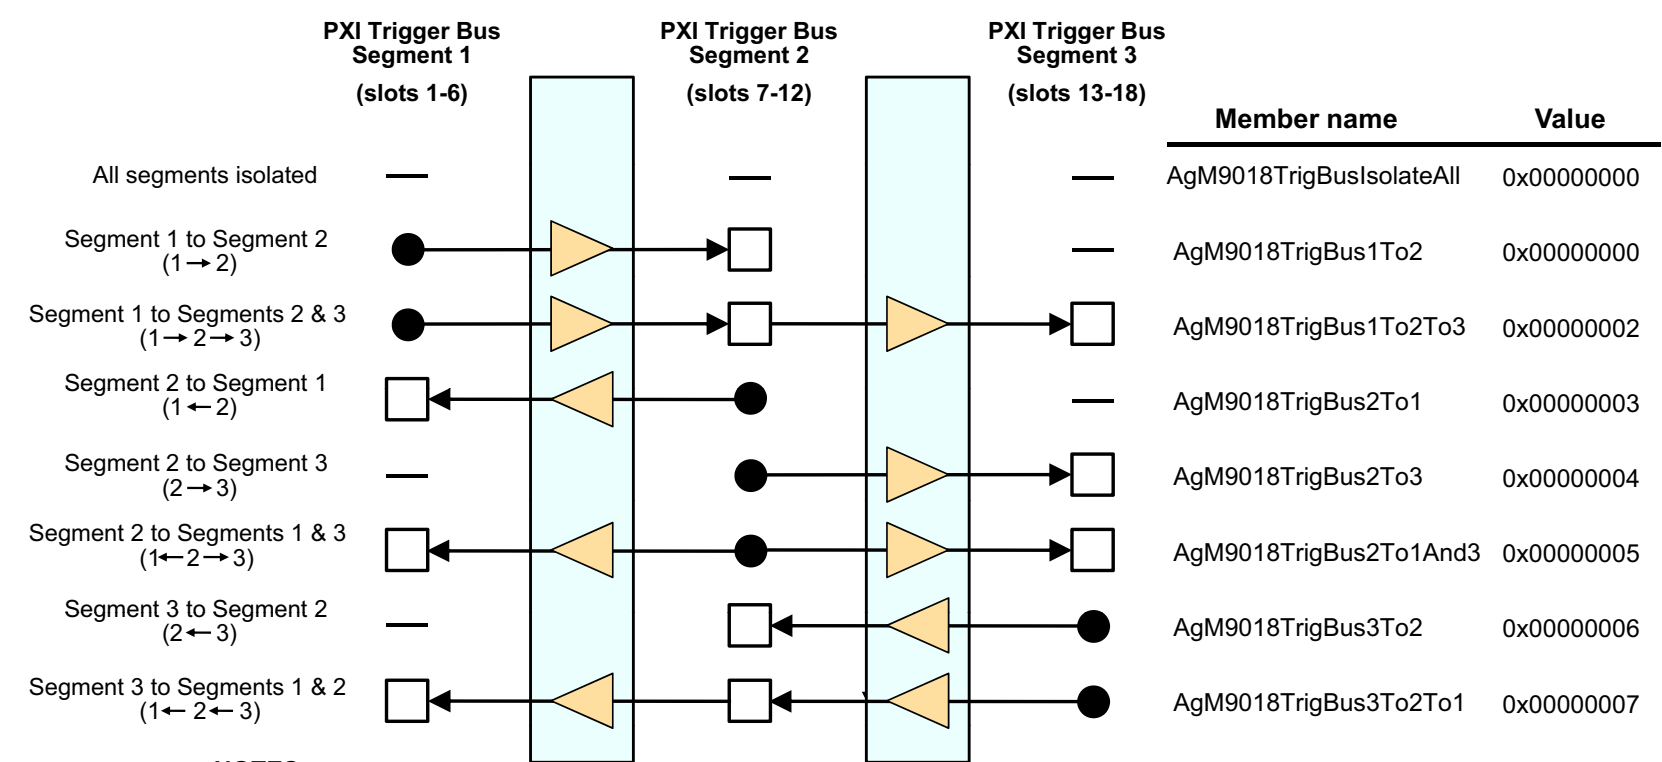 PXI Trigger Bus
Segment 1
(slots 1-6)
PXI Trigger Bus
Segment 2
(slots 7-12)
PXI Trigger Bus
Segment 3
(slots 13-18)
Member name Value
All segments isolated AgM9018TrigBusIsolateAll 0x00000000
Segment 1 to Segment 2
(1→2) AgM9018TrigBus1To2 0x00000000
Segment 1 to Segments 2 & 3
(1→2→3) AgM9018TrigBus1To2To3 0x00000002
Segment 2 to Segment 1
(1←2) AgM9018TrigBus2To1 0x00000003
Segment 2 to Segment 3
(2→3) AgM9018TrigBus2To3 0x00000004
Segment 2 to Segments 1 & 3
(1←2→3) AgM9018TrigBus2To1And3 0x00000005
Segment 3 to Segment 2
(2←3) AgM9018TrigBus3To2 0x00000006
Segment 3 to Segments 1 & 2
(1←2←3) AgM9018TrigBus3To2To1 0x00000007